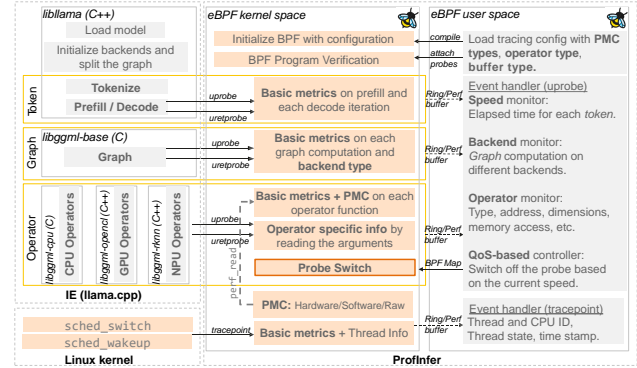 libllama (C++)
Load model
Initialize backends and
split the graph
Token
Tokenize
Prefill / Decode
uprobe
uretprobe
Graph
libggml-base (C)
Graph
uprobe
uretprobe
Operator
libggml-cpu (C)
CPU Operators
libggml-opencl (C++)
GPU Operators
libggml-rknn (C++)
NPU Operators
uprobe
uretprobe
IE (llama.cpp)
sched_switch
sched_wakeup
Linux kernel
tracepoint
eBPF kernel space
Initialize BPF with configuration
BPF Program Verification
Basic metrics on prefill and
each decode iteration
Basic metrics on each
graph computation and
backend type
Basic metrics + PMC on each
operator function
Operator specific info by
reading the arguments
Probe Switch
perf_read
PMC: Hardware/Software/Raw
Basic metrics + Thread Info
compile
attach
probes
Ring/Perf
buffer
Ring/Perf
buffer
Ring/Perf
buffer
BPF Map
Ring/Perf
buffer
eBPF user space
Load tracing config with PMC
types, operator type,
buffer type.
Event handler (uprobe)
Speed monitor:
Elapsed time for each token.
Backend monitor:
Graph computation on
different backends.
Operator monitor:
Type, address, dimensions,
memory access, etc.
QoS-based controller:
Switch off the probe based
on the current speed.
Event handler (tracepoint)
Thread and CPU ID,
Thread state, time stamp.
ProfInfer